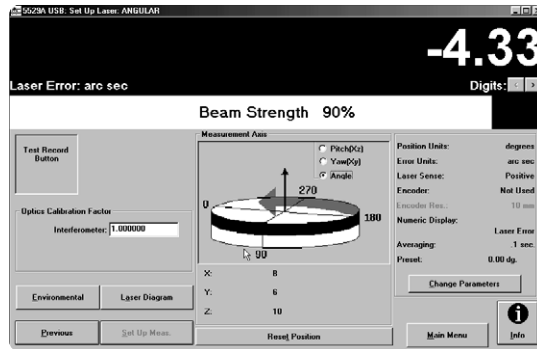 5529A USB: Set Up Laser: ANGULAR
-4.33
Laser Error: arc sec
Digits: < >
Beam Strength 90%
Test Record
Button
Optics Calibration Factor
Interferometer: 1.000000
Environmental
Laser Diagram
Previous
Set Up Meas.
Measurement Axis
Pitch(Xz)
Yaw(Xy)
Angle
270
0
180
90
X: 8
Y: 6
Z: 10
Reset Position
Position Units: degrees
Error Units: arc sec
Laser Sense: Positive
Encoder: Not Used
Encoder Res.: 10 mm
Numeric Display:
Laser Error
Averaging: .1 sec.
Preset: 0.00 dg.
Change Parameters
Main Menu
i
Info